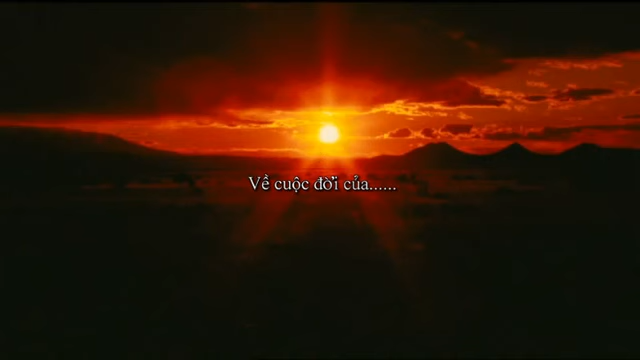 Về cuộc đời của......